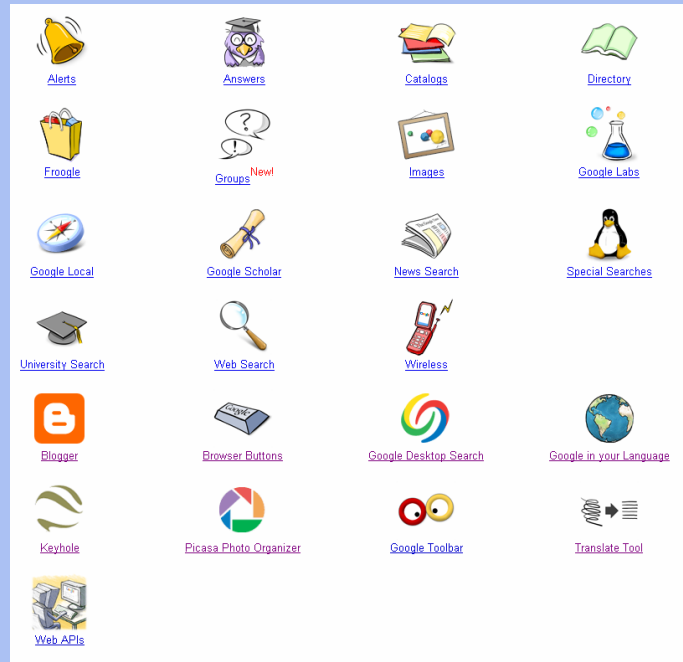 Alerts
Answers
Catalogs
Directory
Froogle
Groups New!
Images
Google Labs
Google Local
Google Scholar
News Search
Special Searches
University Search
Web Search
Wireless
Google
Blogger
Browser Buttons
Google Desktop Search
Google in your Language
Keyhole
Picasa Photo Organizer
Google Toolbar
Translate Tool
Web APIs